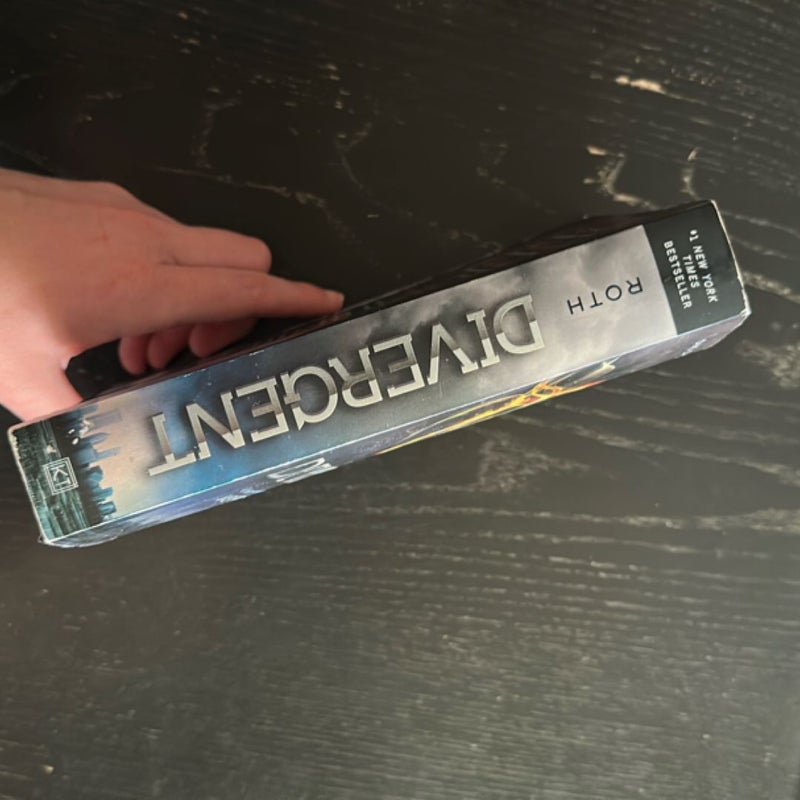 #1 NEW YORK
TIMES
BESTSELLER
ROTH
DIVERGENT